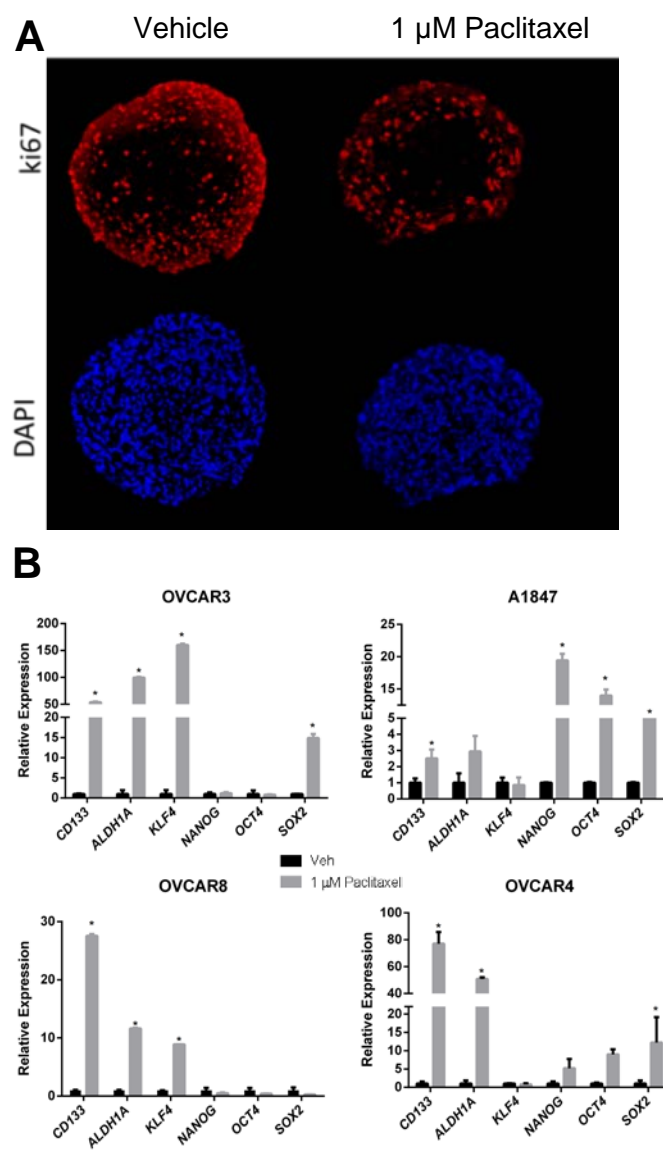 A
Vehicle 1 µM Paclitaxel
ki67
DAPI
B
OVCAR3
Relative Expression
200
150
100
50
20
15
10
5
0
CD133 ALDH1A KLF4 NANOG OCT4 SOX2
* * * *
A1847
Relative Expression
25
20
15
5
4
3
2
1
0
CD133 ALDH1A KLF4 NANOG OCT4 SOX2
* * * *
Veh
1 µM Paclitaxel
OVCAR8
Relative Expression
30
20
10
0
CD133 ALDH1A KLF4 NANOG OCT4 SOX2
* * *
OVCAR4
Relative Expression
100
80
60
40
20
15
10
5
0
CD133 ALDH1A KLF4 NANOG OCT4 SOX2
* * *